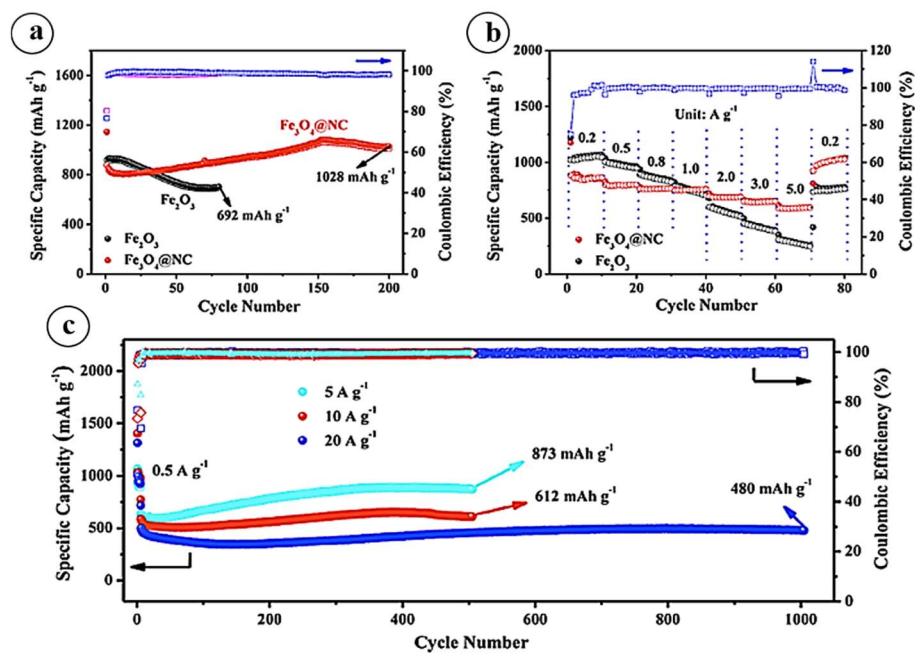 a
Specific Capacity (mAh g⁻¹)
1600
1200
800
400
0
Fe₃O₄@NC
1028 mAh g⁻¹
692 mAh g⁻¹
Fe₂O₃
Fe₂O₃
Fe₃O₄@NC
100
80
60
40
20
0
Coulombic Efficiency (%)
0 50 100 150 200
Cycle Number
b
Specific Capacity (mAh g⁻¹)
2000
1500
1000
500
0
Unit: A g⁻¹
0.2 0.5 0.8 1.0 2.0 3.0 5.0 0.2
Fe₃O₄@NC
Fe₂O₃
120
100
80
60
40
20
0
Coulombic Efficiency (%)
0 10 20 30 40 50 60 70 80
Cycle Number
c
Specific Capacity (mAh g⁻¹)
2000
1500
1250
1000
500
0
5 A g⁻¹
10 A g⁻¹
20 A g⁻¹
0.5 A g⁻¹
873 mAh g⁻¹
612 mAh g⁻¹
480 mAh g⁻¹
100
80
60
40
20
0
Coulombic Efficiency (%)
0 200 400 600 800 1000
Cycle Number